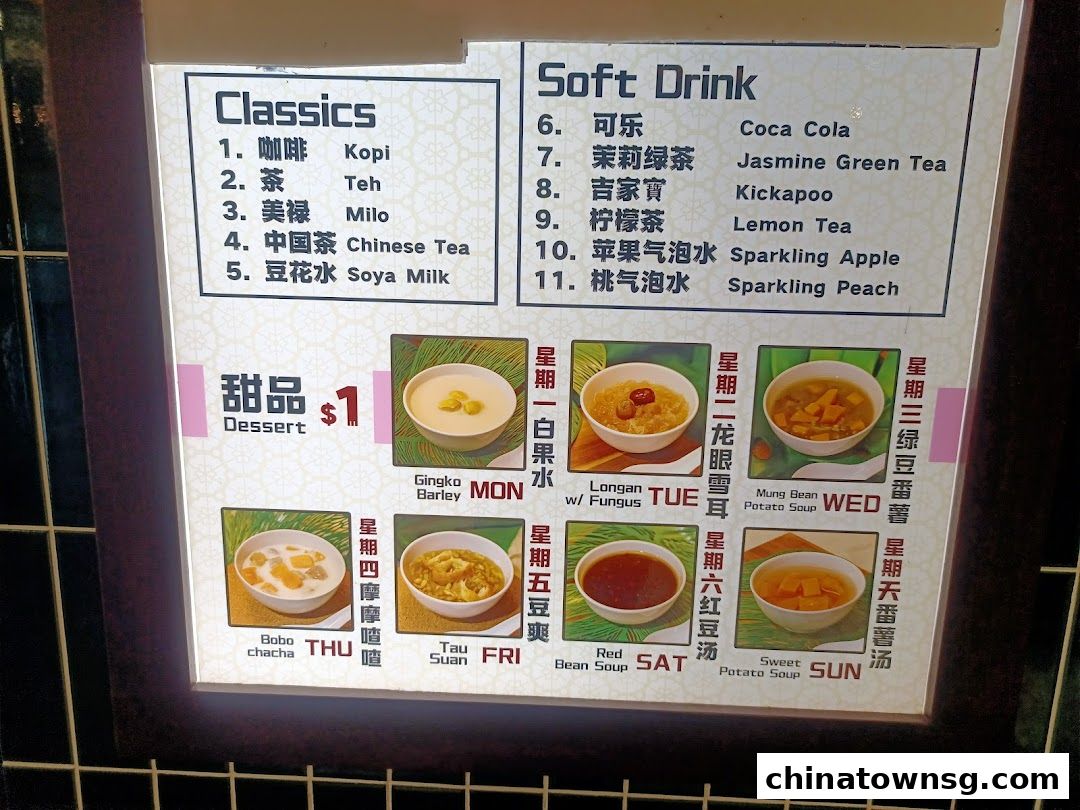 Classics
1. 咖啡 Kopi
2. 茶 Teh
3. 美禄 Milo
4. 中国茶 Chinese Tea
5. 豆花水 Soya Milk
Soft Drink
6. 可乐 Coca Cola
7. 茉莉绿茶 Jasmine Green Tea
8. 吉家寶 Kickapoo
9. 柠檬茶 Lemon Tea
10. 苹果气泡水 Sparkling Apple
11. 桃气泡水 Sparkling Peach
甜品
Dessert
$1
星期一白果水
Gingko
Barley MON
星期二龙眼雪耳
Longan
w/ Fungus TUE
星期三绿豆番薯
Mung Bean
Potato Soup WED
星期四摩摩喳喳
Bobo
chacha THU
星期五豆爽
Tau
Suan FRI
星期六红豆汤
Red
Bean Soup SAT
星期天番薯汤
Sweet
Potato Soup SUN
chinatownsg.com